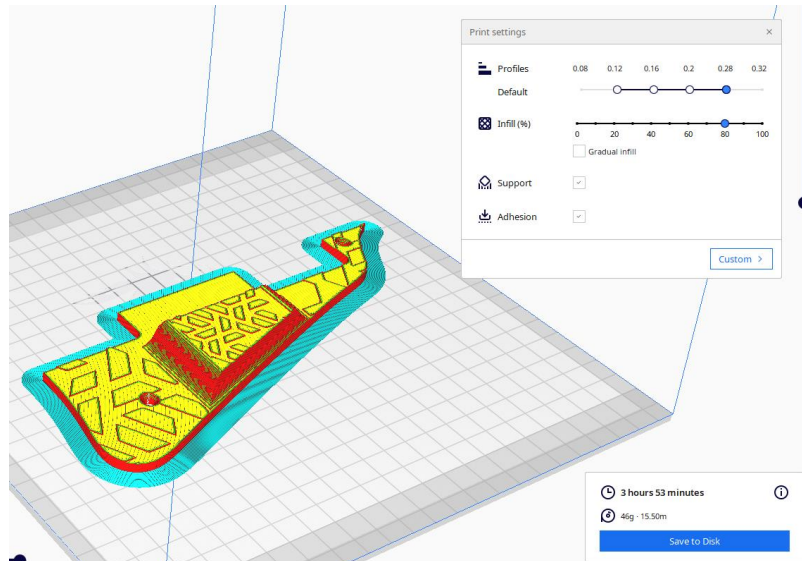 Print settings ×
Profiles 0.08 0.12 0.16 0.2 0.28 0.32
Default
Infill (%)
0 20 40 60 80 100
Gradual infill
Support
Adhesion
Custom >
3 hours 53 minutes
46g · 15.50m
Save to Disk